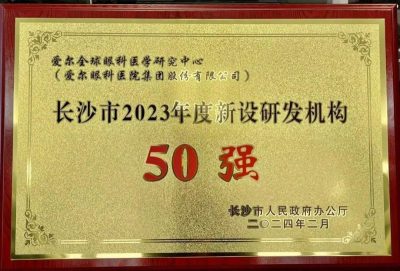 爱尔全球眼科医学研究中心
（爱尔眼科医院集团股份有限公司）
长沙市2023年度新设研发机构
50 强
长沙市人民政府办公厅
二〇二四年二月